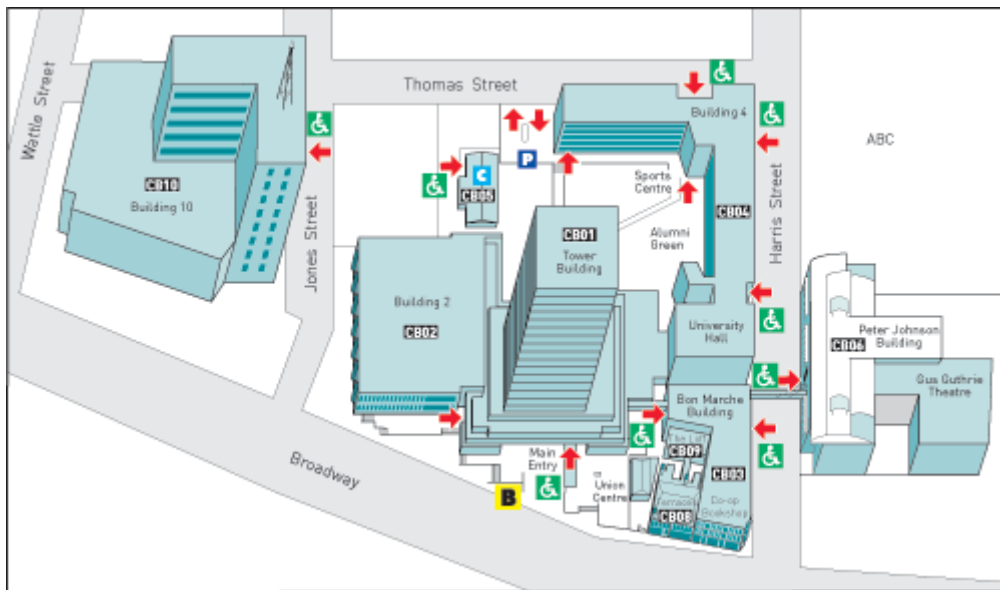 Thomas Street
Building 4
ABC
Wattle Street
C
P
Sports
Centre
CB10
Building 10
CB05
CB04
Alumni
Green
CB01
Tower
Building
Harris Street
Jones Street
Building 2
CB02
University
Hall
Peter Johnson
CB06
Building
Gus Guthrie
Theatre
Bon Marche
Building
The Loft
CB09
Main
Entry
Broadway
B
Union
Centre
CB03
Terraces
Co-op
Bookshop
CB08